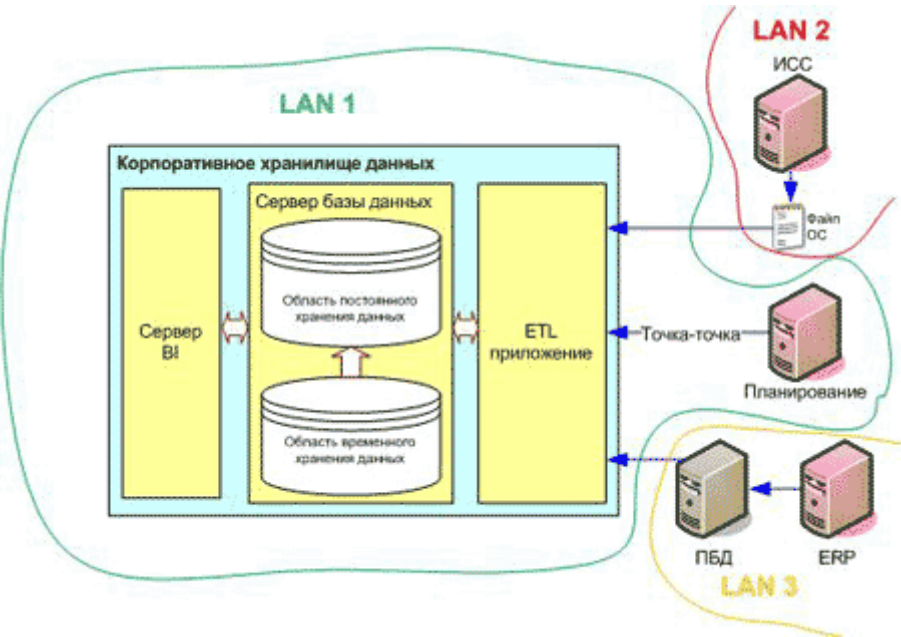 LAN 2
ИСС
LAN 1
Корпоративное хранилище данных
Сервер базы данных
Файл
ОС
Область постоянного
хранения данных
Сервер
BI
ETL
приложение
Точка-точка
Планирование
Область временного
хранения данных
ПБД
ERP
LAN 3